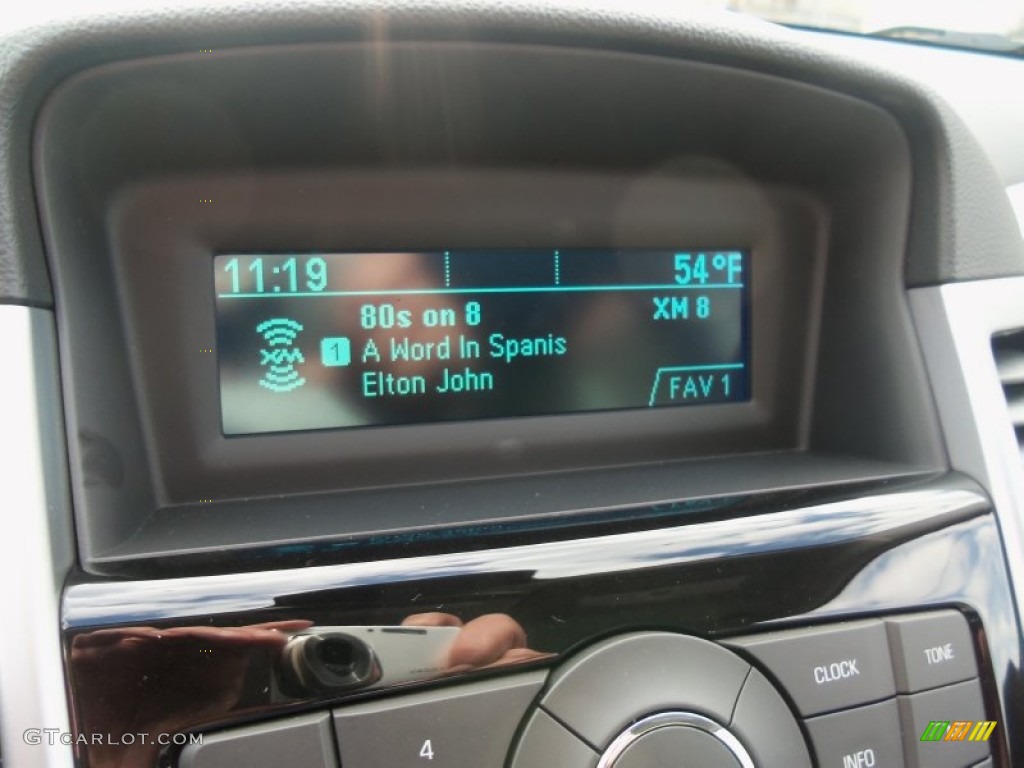 11:19 54°F
80s on 8 XM 8
XM 1 A Word In Spanis
Elton John FAV 1
CLOCK TONE
4 INFO
GTCARLOT.COM